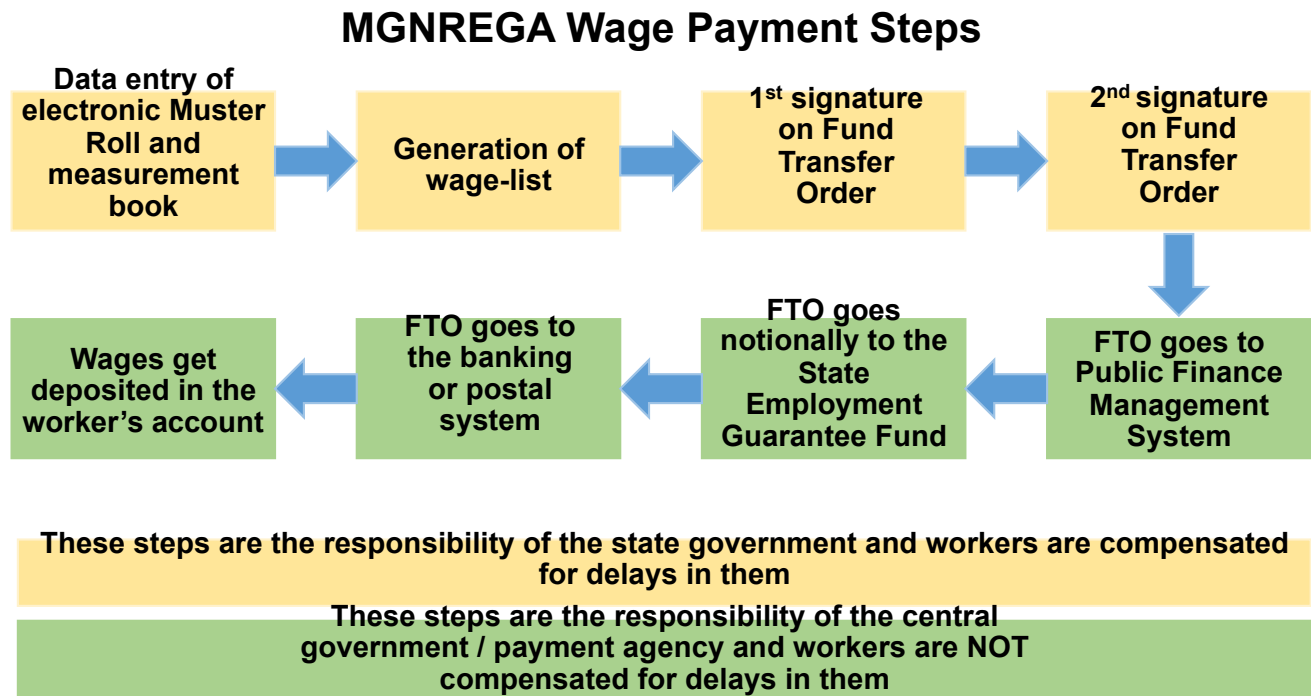 MGNREGA Wage Payment Steps
Data entry of
electronic Muster
Roll and
measurement
book
Generation of
wage-list
1st signature
on Fund
Transfer
Order
2nd signature
on Fund
Transfer
Order
FTO goes to
Public Finance
Management
System
FTO goes
notionally to the
State
Employment
Guarantee Fund
FTO goes to
the banking
or postal
system
Wages get
deposited in the
worker’s account
These steps are the responsibility of the state government and workers are compensated
for delays in them
These steps are the responsibility of the central
government / payment agency and workers are NOT
compensated for delays in them